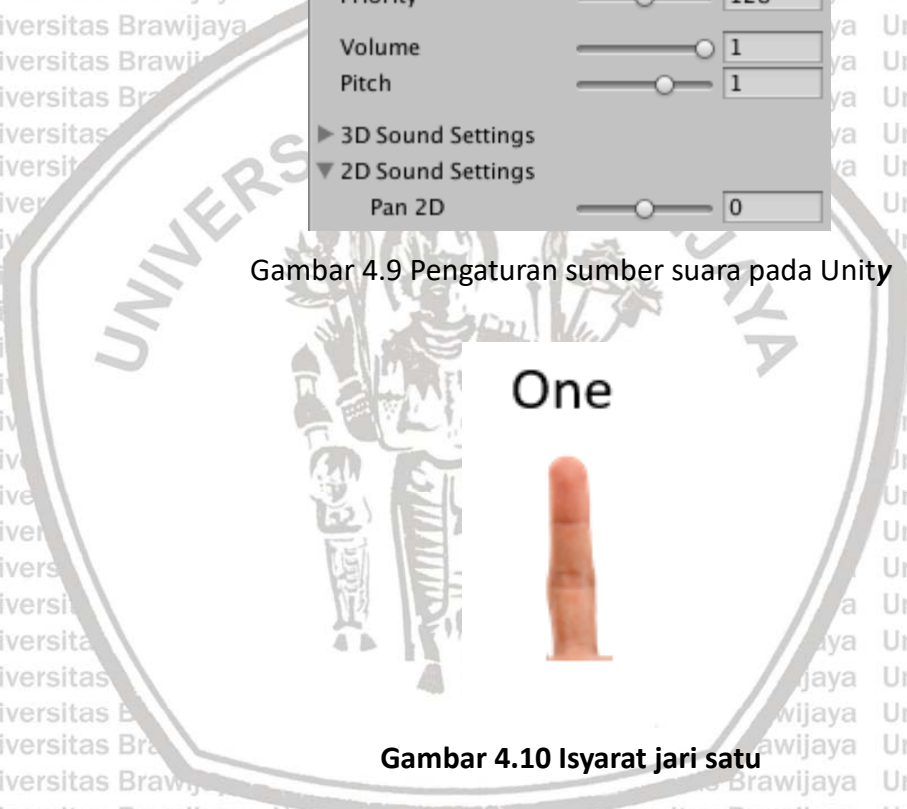 Priority 128
Volume 1
Pitch 1
3D Sound Settings
2D Sound Settings
Pan 2D 0
Gambar 4.9 Pengaturan sumber suara pada Unity
One
Gambar 4.10 Isyarat jari satu